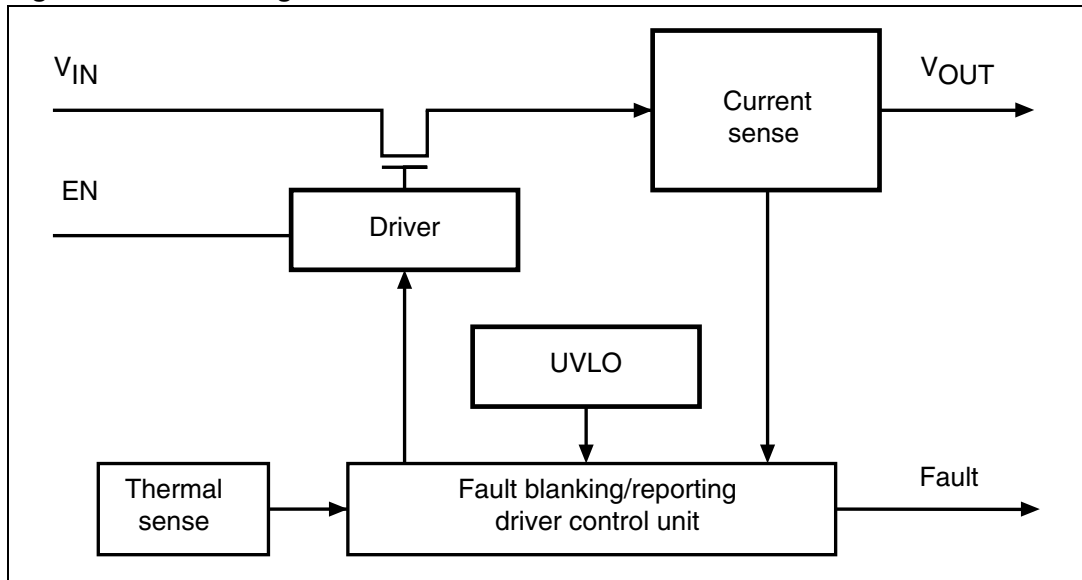 VIN
VOUT
Current
sense
EN
Driver
UVLO
Thermal
sense
Fault blanking/reporting
driver control unit
Fault